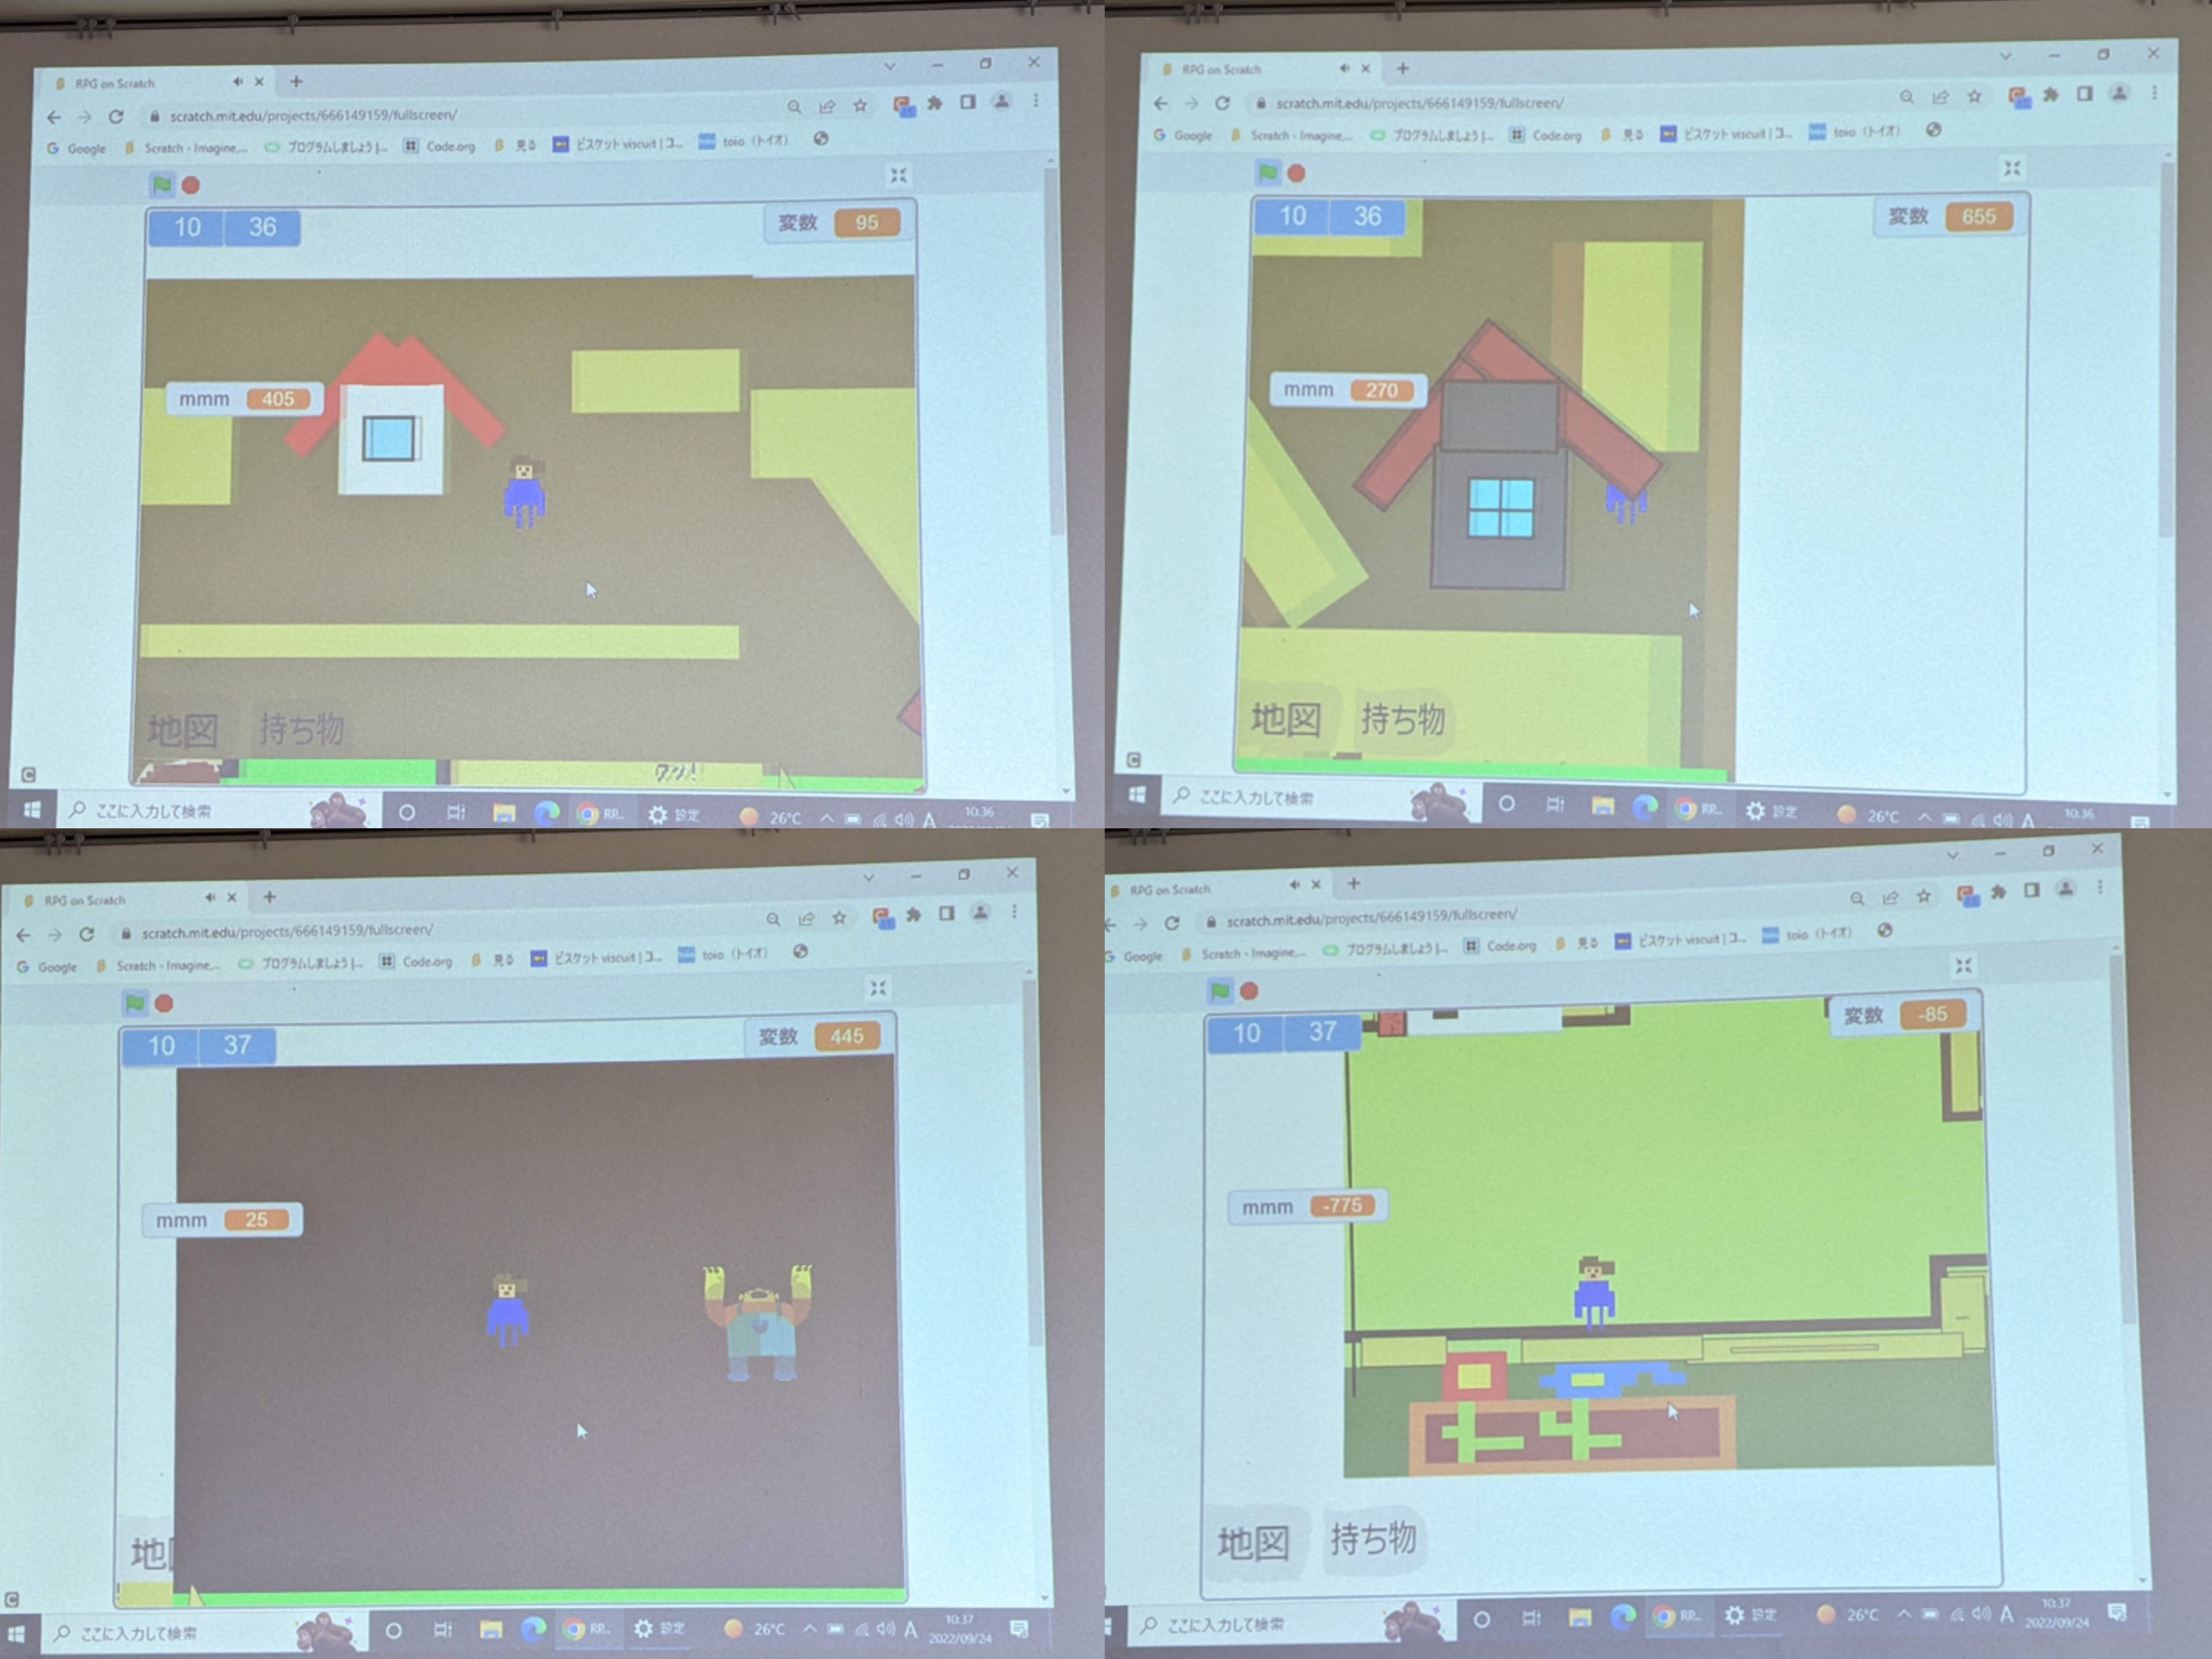 RPG on Scratch
scratch.mit.edu/projects/666149159/fullscreen/
Google Scratch - Imagine,... プログラムしましょう |... Code.org 見る ビスケット viscuit | コ... toio（トイオ）
10 36 変数 95
mmm 405
地図 持ち物
ワン!
ここに入力して検索 RP... 設定 26°C A 10:36
RPG on Scratch
scratch.mit.edu/projects/666149159/fullscreen/
Google Scratch - Imagine,... プログラムしましょう |... Code.org 見る ビスケット viscuit | コ... toio（トイオ）
10 36 変数 655
mmm 270
地図 持ち物
ここに入力して検索 RP... 設定 26°C A 10:36
RPG on Scratch
scratch.mit.edu/projects/666149159/fullscreen/
Google Scratch - Imagine,... プログラムしましょう |... Code.org 見る ビスケット viscuit | コ... toio（トイオ）
10 37 変数 445
mmm 25
地
ここに入力して検索 RP... 設定 26°C A 10:37
2022/09/24
RPG on Scratch
scratch.mit.edu/projects/666149159/fullscreen/
Google Scratch - Imagine,... プログラムしましょう |... Code.org 見る ビスケット viscuit | コ... toio（トイオ）
10 37 変数 -85
mmm -775
地図 持ち物
ここに入力して検索 RP... 設定 26°C A 10:37
2022/09/24